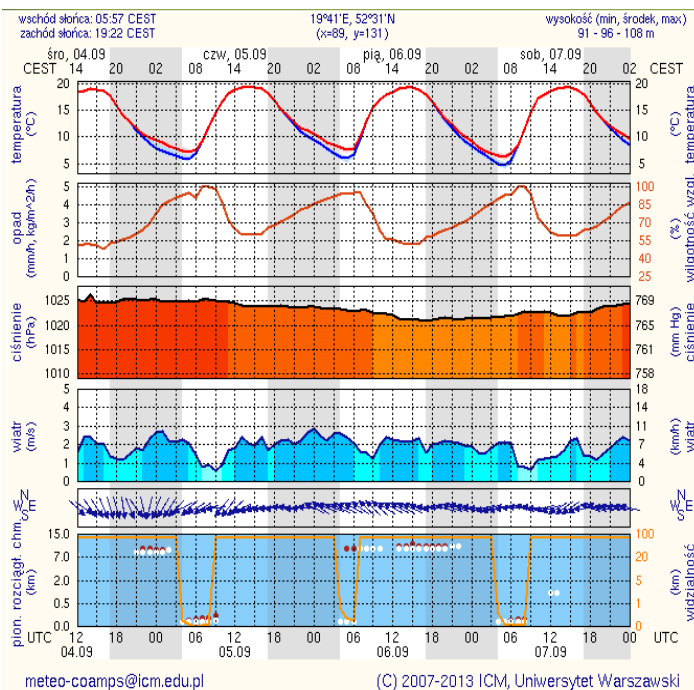 wschód słońca: 05:57 CEST 19°41'E, 52°31'N wysokość (min, środek, max)
zachód słońca: 19:22 CEST (x=89, y=131) 91 - 96 - 108 m
śro, 04.09 czw, 05.09 pią, 06.09 sob, 07.09
CEST 14 20 02 08 14 20 02 08 14 20 02 08 14 20 02 CEST
temperatura (°C)
20 15 10 5
20 15 10 5
temperatura (°C)
opad (mm/h, kg/m^2/h)
5 4 3 2 1 0
100 85 70 55 40 25
(%) wilgotność wzgl.
ciśnienie (hPa)
1025 1020 1015 1010
769 765 761 758
(mm Hg) ciśnienie
wiatr (m/s)
5 4 3 2 1 0
18 14 11 7 4 0
(km/h) wiatr
N W E S
N W E S
pion. rozciągł. chm. (km)
15.0 7.0 2.0 0.5 0.0
100 20 5 1 0
(km) widzialność
UTC 12 18 00 06 12 18 00 06 12 18 00 06 12 18 00 UTC
04.09 05.09 06.09 07.09
meteo-coamps@icm.edu.pl (C) 2007-2013 ICM, Uniwersytet Warszawski